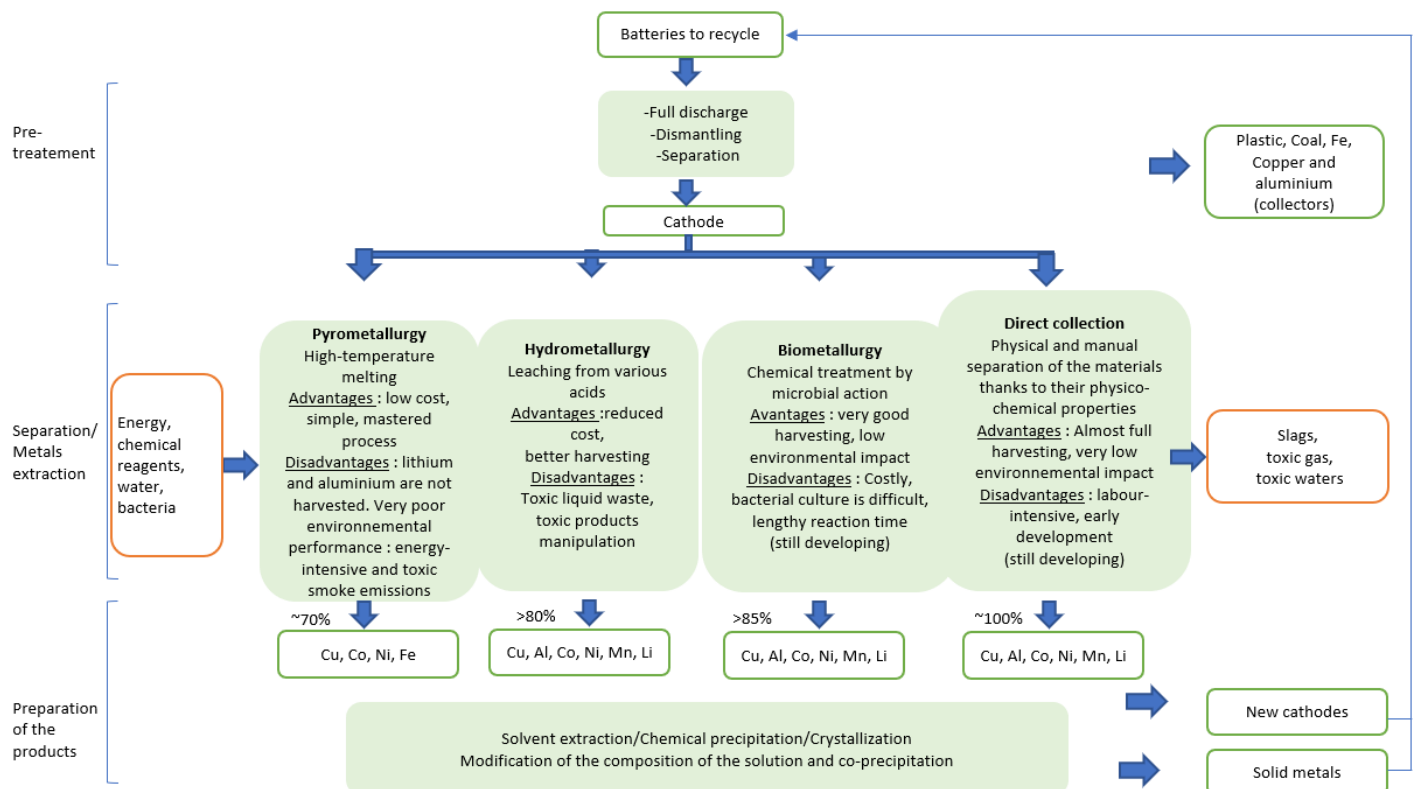 Batteries to recycle
Pre-
treatement
-Full discharge
-Dismantling
-Separation
Plastic, Coal, Fe,
Copper and
aluminium
(collectors)
Cathode
Separation/
Metals
extraction
Energy,
chemical
reagents,
water,
bacteria
Pyrometallurgy
High-temperature
melting
Advantages : low cost,
simple, mastered
process
Disadvantages : lithium
and aluminium are not
harvested. Very poor
environnemental
performance : energy-
intensive and toxic
smoke emissions
Hydrometallurgy
Leaching from various
acids
Advantages :reduced
cost,
better harvesting
Disadvantages :
Toxic liquid waste,
toxic products
manipulation
Biometallurgy
Chemical treatment by
microbial action
Avantages : very good
harvesting, low
environmental impact
Disadvantages : Costly,
bacterial culture is difficult,
lengthy reaction time
(still developing)
Direct collection
Physical and manual
separation of the materials
thanks to their physico-
chemical properties
Advantages : Almost full
harvesting, very low
environnemental impact
Disadvantages : labour-
intensive, early
development
(still developing)
Slags,
toxic gas,
toxic waters
~70%
>80%
>85%
~100%
Cu, Co, Ni, Fe
Cu, Al, Co, Ni, Mn, Li
Cu, Al, Co, Ni, Mn, Li
Cu, Al, Co, Ni, Mn, Li
Preparation
of the
products
Solvent extraction/Chemical precipitation/Crystallization
Modification of the composition of the solution and co-precipitation
New cathodes
Solid metals